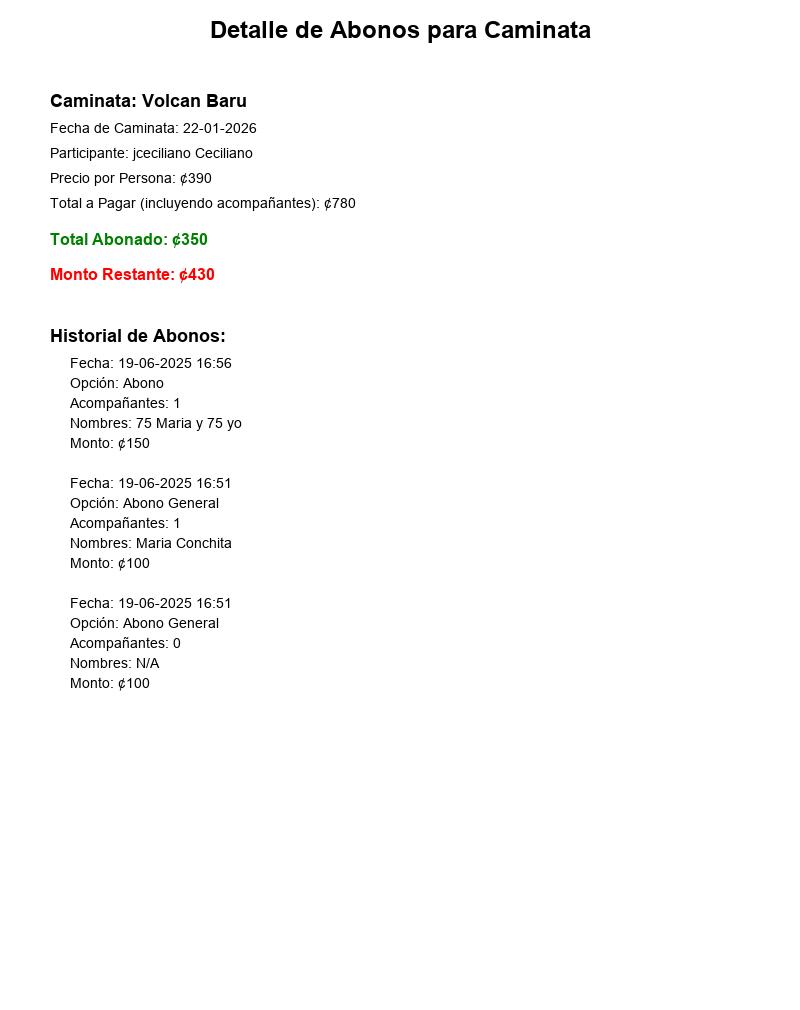 Detalle de Abonos para Caminata
Caminata: Volcan Baru
Fecha de Caminata: 22-01-2026
Participante: jceciliano Ceciliano
Precio por Persona: ¢390
Total a Pagar (incluyendo acompañantes): ¢780
Total Abonado: ¢350
Monto Restante: ¢430
Historial de Abonos:
Fecha: 19-06-2025 16:56
Opción: Abono
Acompañantes: 1
Nombres: 75 Maria y 75 yo
Monto: ¢150
Fecha: 19-06-2025 16:51
Opción: Abono General
Acompañantes: 1
Nombres: Maria Conchita
Monto: ¢100
Fecha: 19-06-2025 16:51
Opción: Abono General
Acompañantes: 0
Nombres: N/A
Monto: ¢100